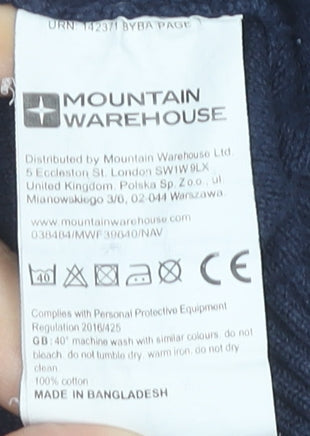 URN: 142371 SYBA PAGE
MOUNTAIN
WAREHOUSE
Distributed by Mountain Warehouse Ltd.
5 Eccleston St. London SW1W 9LX
United Kingdom. Polska Sp. Z.o.o., ul.
Mianowskiego 3/6, 02-044 Warszawa.
www.mountainwarehouse.com
038484/MWF39640/NAV
40
CE
Complies with Personal Protective Equipment
Regulation 2016/425
GB: 40° machine wash with similar colours. do not
bleach. do not tumble dry. warm iron. do not dry
clean.
100% cotton
MADE IN BANGLADESH